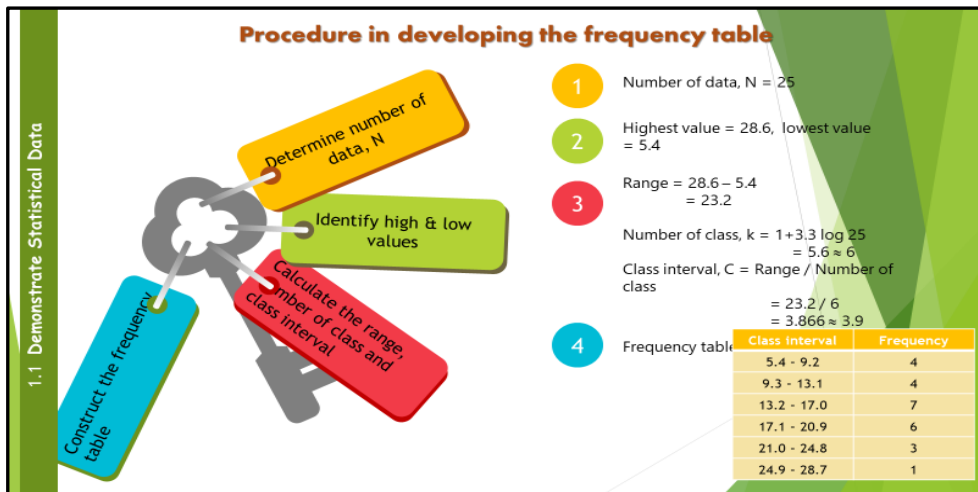 Procedure in developing the frequency table
1.1 Demonstrate Statistical Data
Determine number of
data, N
Identify high & low
values
Calculate the range,
mber of class and
class interval
Construct the frequency
table
1
Number of data, N = 25
2
Highest value = 28.6, lowest value
= 5.4
3
Range = 28.6 – 5.4
= 23.2
Number of class, k = 1+3.3 log 25
= 5.6 ≈ 6
Class interval, C = Range / Number of
class
= 23.2 / 6
= 3.866 ≈ 3.9
4
Frequency table
Class interval Frequency
5.4 - 9.2 4
9.3 - 13.1 4
13.2 - 17.0 7
17.1 - 20.9 6
21.0 - 24.8 3
24.9 - 28.7 1